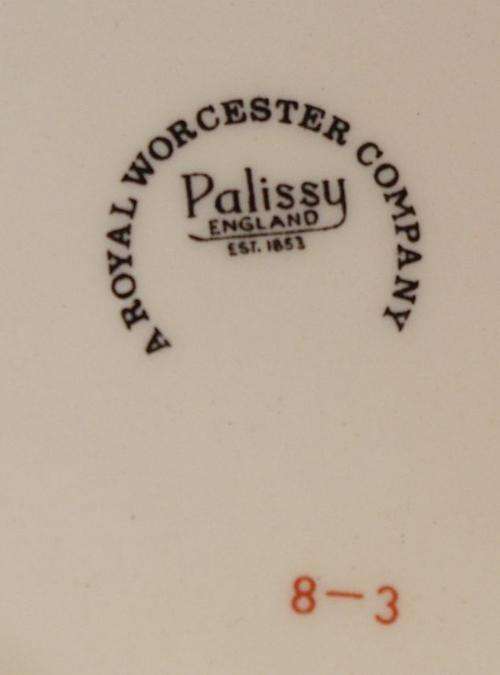 A ROYAL WORCESTER COMPANY
Palissy
ENGLAND
EST. 1853
8-3